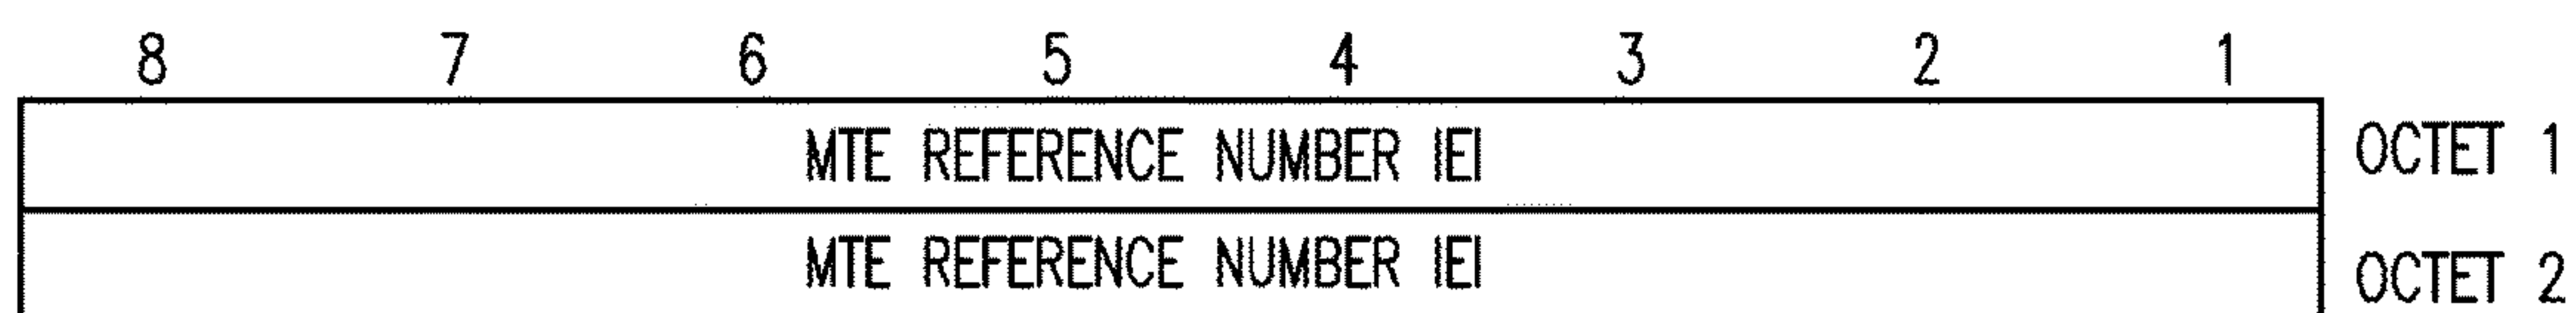 8 7 6 5 4 3 2 1
MTE REFERENCE NUMBER IEI OCTET 1
MTE REFERENCE NUMBER IEI OCTET 2